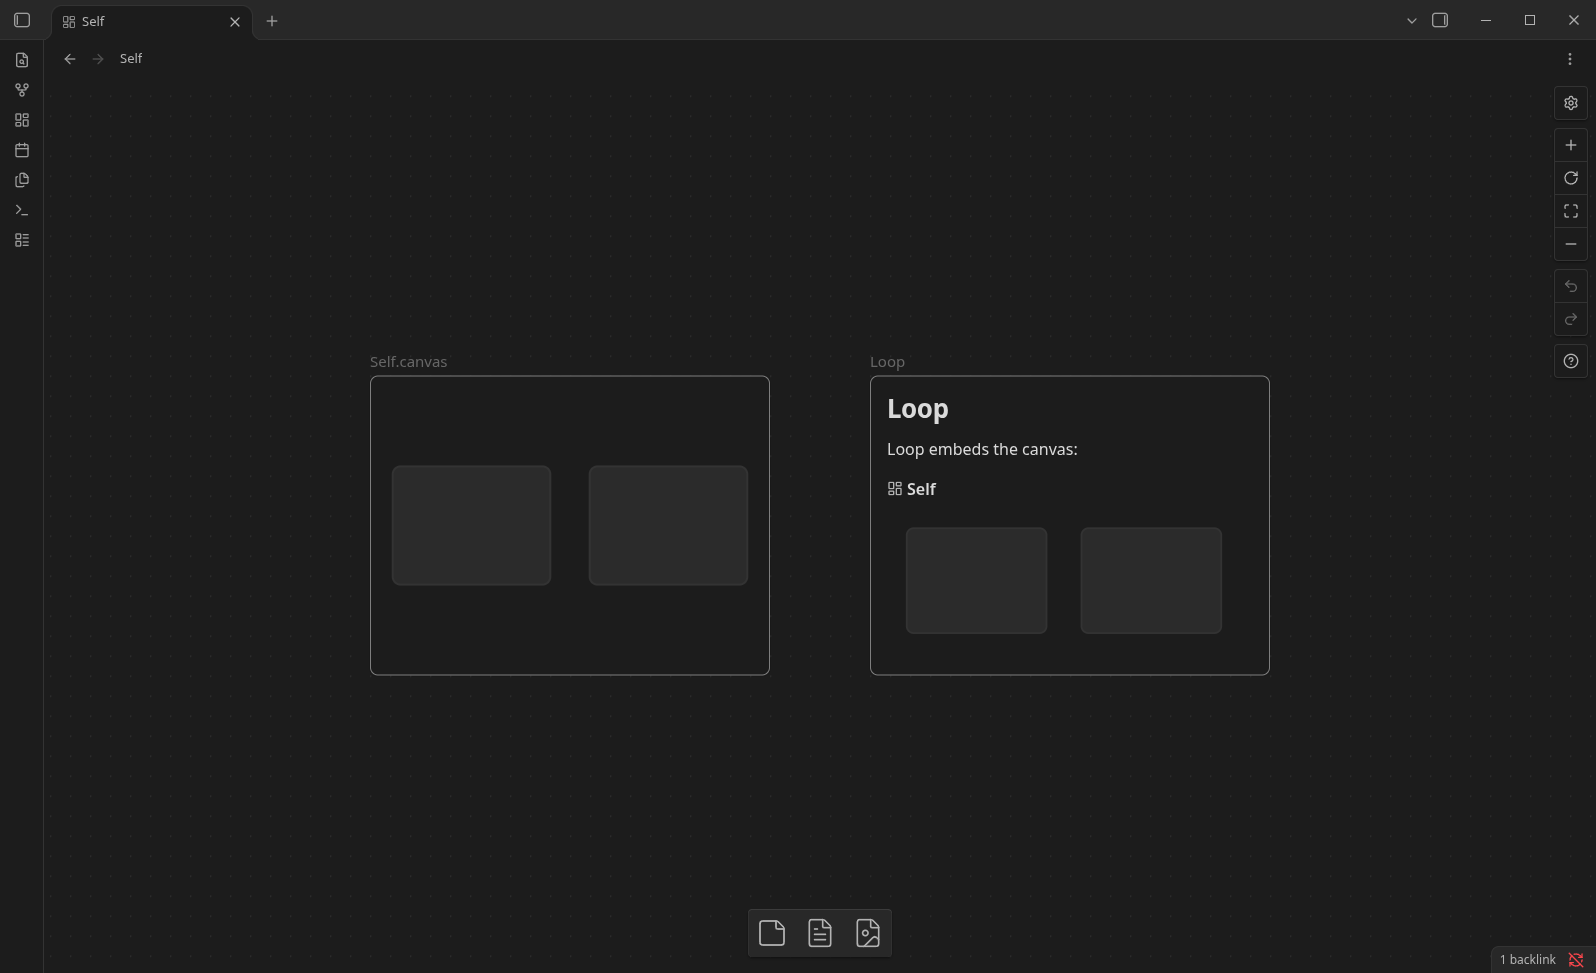 Self
Self
Self.canvas
Loop
Loop
Loop embeds the canvas:
Self
1 backlink